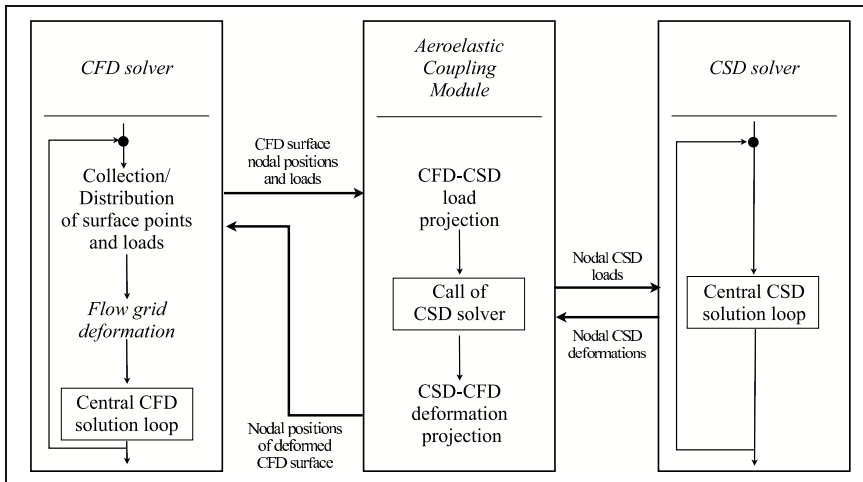 CFD solver
Collection/
Distribution
of surface points
and loads
Flow grid
deformation
Central CFD
solution loop
CFD surface
nodal positions
and loads
Nodal positions
of deformed
CFD surface
Aeroelastic
Coupling
Module
CFD-CSD
load
projection
Call of
CSD solver
CSD-CFD
deformation
projection
Nodal CSD
loads
Nodal CSD
deformations
CSD solver
Central CSD
solution loop